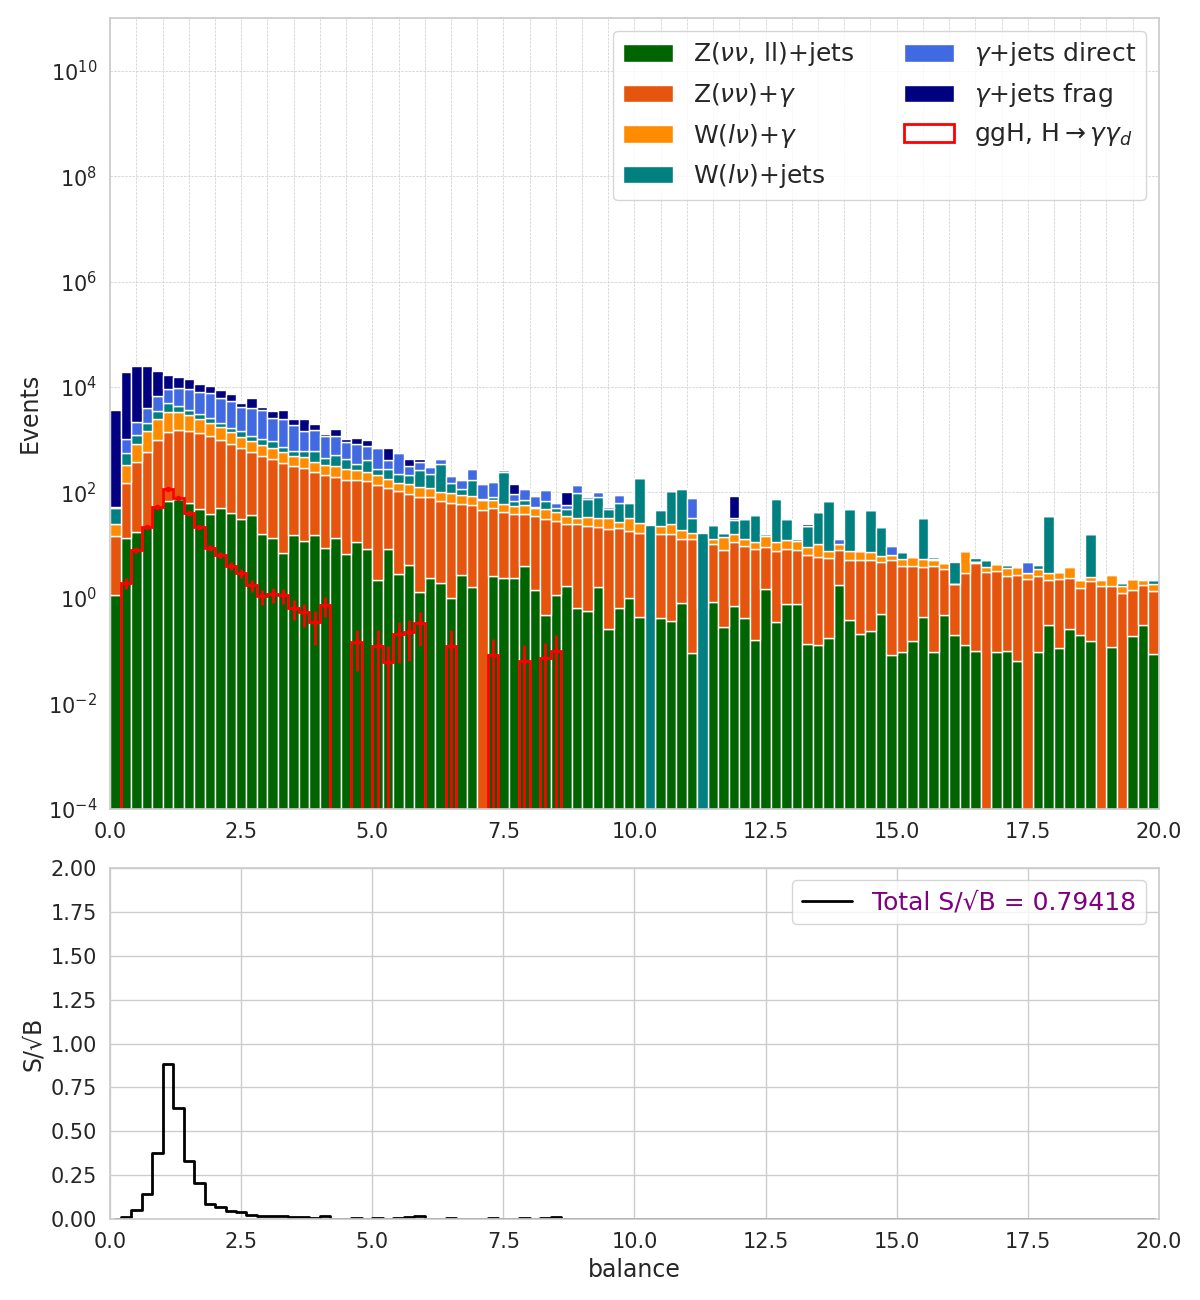 Z(νν, ll)+jets
Z(νν)+γ
W(lν)+γ
W(lν)+jets
γ+jets direct
γ+jets frag
ggH, H→γγ_d
Events
10^10
10^8
10^6
10^4
10^2
10^0
10^−2
10^−4
0.0 2.5 5.0 7.5 10.0 12.5 15.0 17.5 20.0
Total S/√B = 0.79418
S/√B
2.00
1.75
1.50
1.25
1.00
0.75
0.50
0.25
0.00
0.0 2.5 5.0 7.5 10.0 12.5 15.0 17.5 20.0
balance